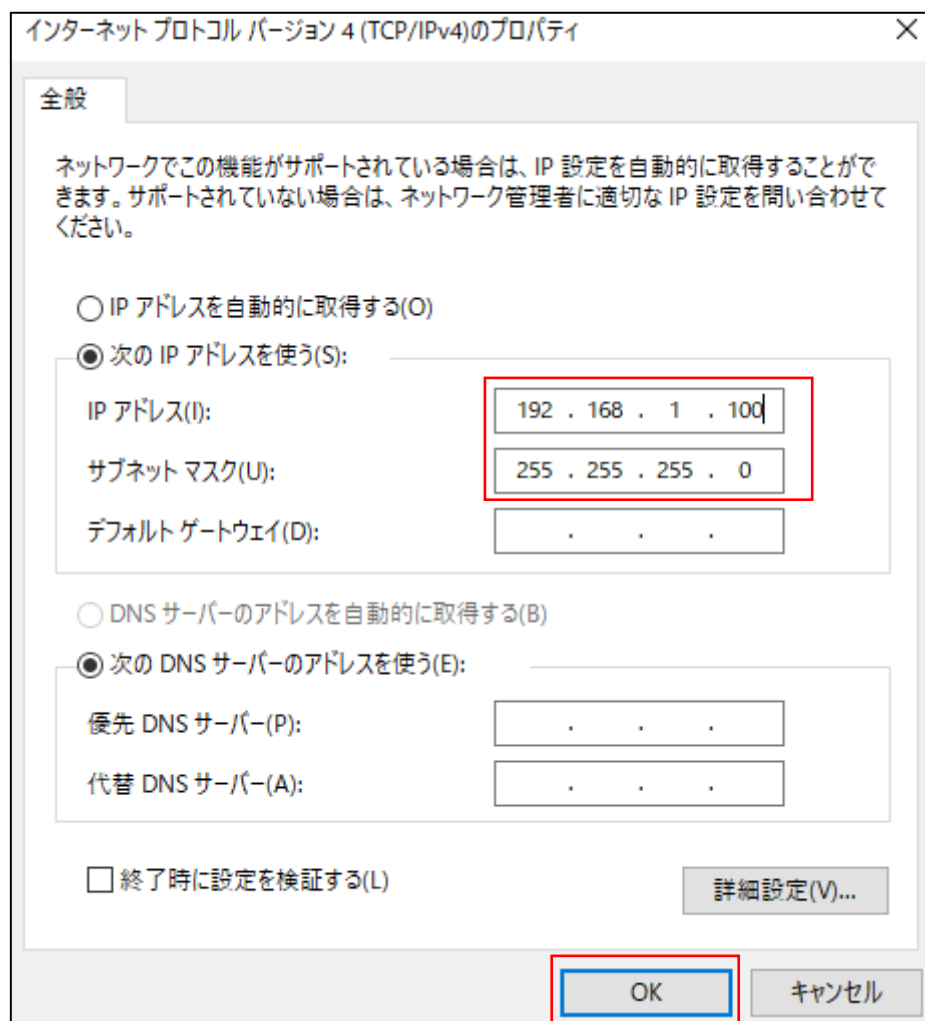 インターネット プロトコル バージョン 4 (TCP/IPv4)のプロパティ
全般
ネットワークでこの機能がサポートされている場合は、IP 設定を自動的に取得することがで
きます。サポートされていない場合は、ネットワーク管理者に適切な IP 設定を問い合わせて
ください。
IP アドレスを自動的に取得する(O)
次の IP アドレスを使う(S):
IP アドレス(I): 192 . 168 . 1 . 100
サブネット マスク(U): 255 . 255 . 255 . 0
デフォルト ゲートウェイ(D): . . .
DNS サーバーのアドレスを自動的に取得する(B)
次の DNS サーバーのアドレスを使う(E):
優先 DNS サーバー(P): . . .
代替 DNS サーバー(A): . . .
終了時に設定を検証する(L) 詳細設定(V)...
OK キャンセル